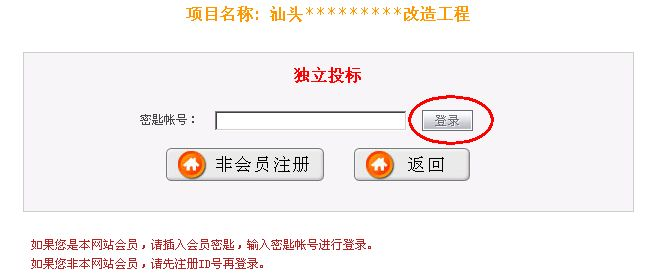 项目名称: 汕头*********改造工程
独立投标
密匙帐号： 登录
非会员注册 返回
如果您是本网站会员，请插入会员密匙，输入密匙帐号进行登录。
如果您非本网站会员，请先注册ID号再登录。